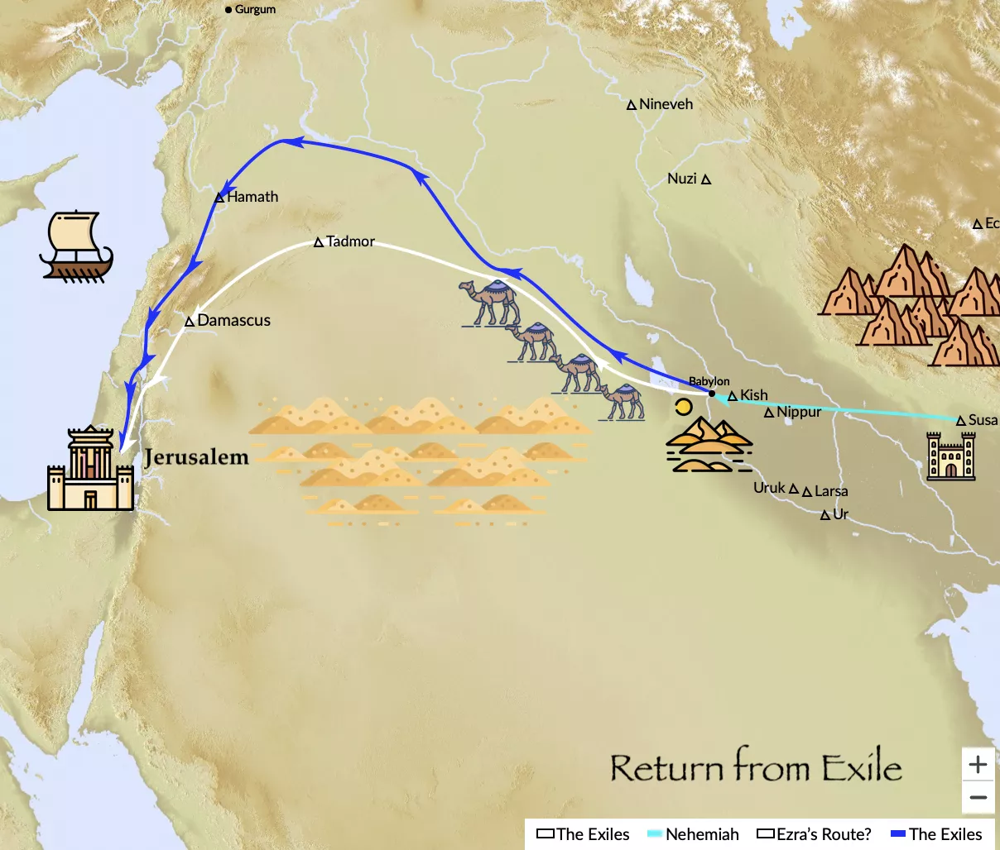 Gurgum
Nineveh
Nuzi
Hamath
Ec
Tadmor
Damascus
Babylon
Kish
Nippur
Susa
Jerusalem
Uruk
Larsa
Ur
Return from Exile
+
−
The Exiles Nehemiah Ezra's Route? The Exiles